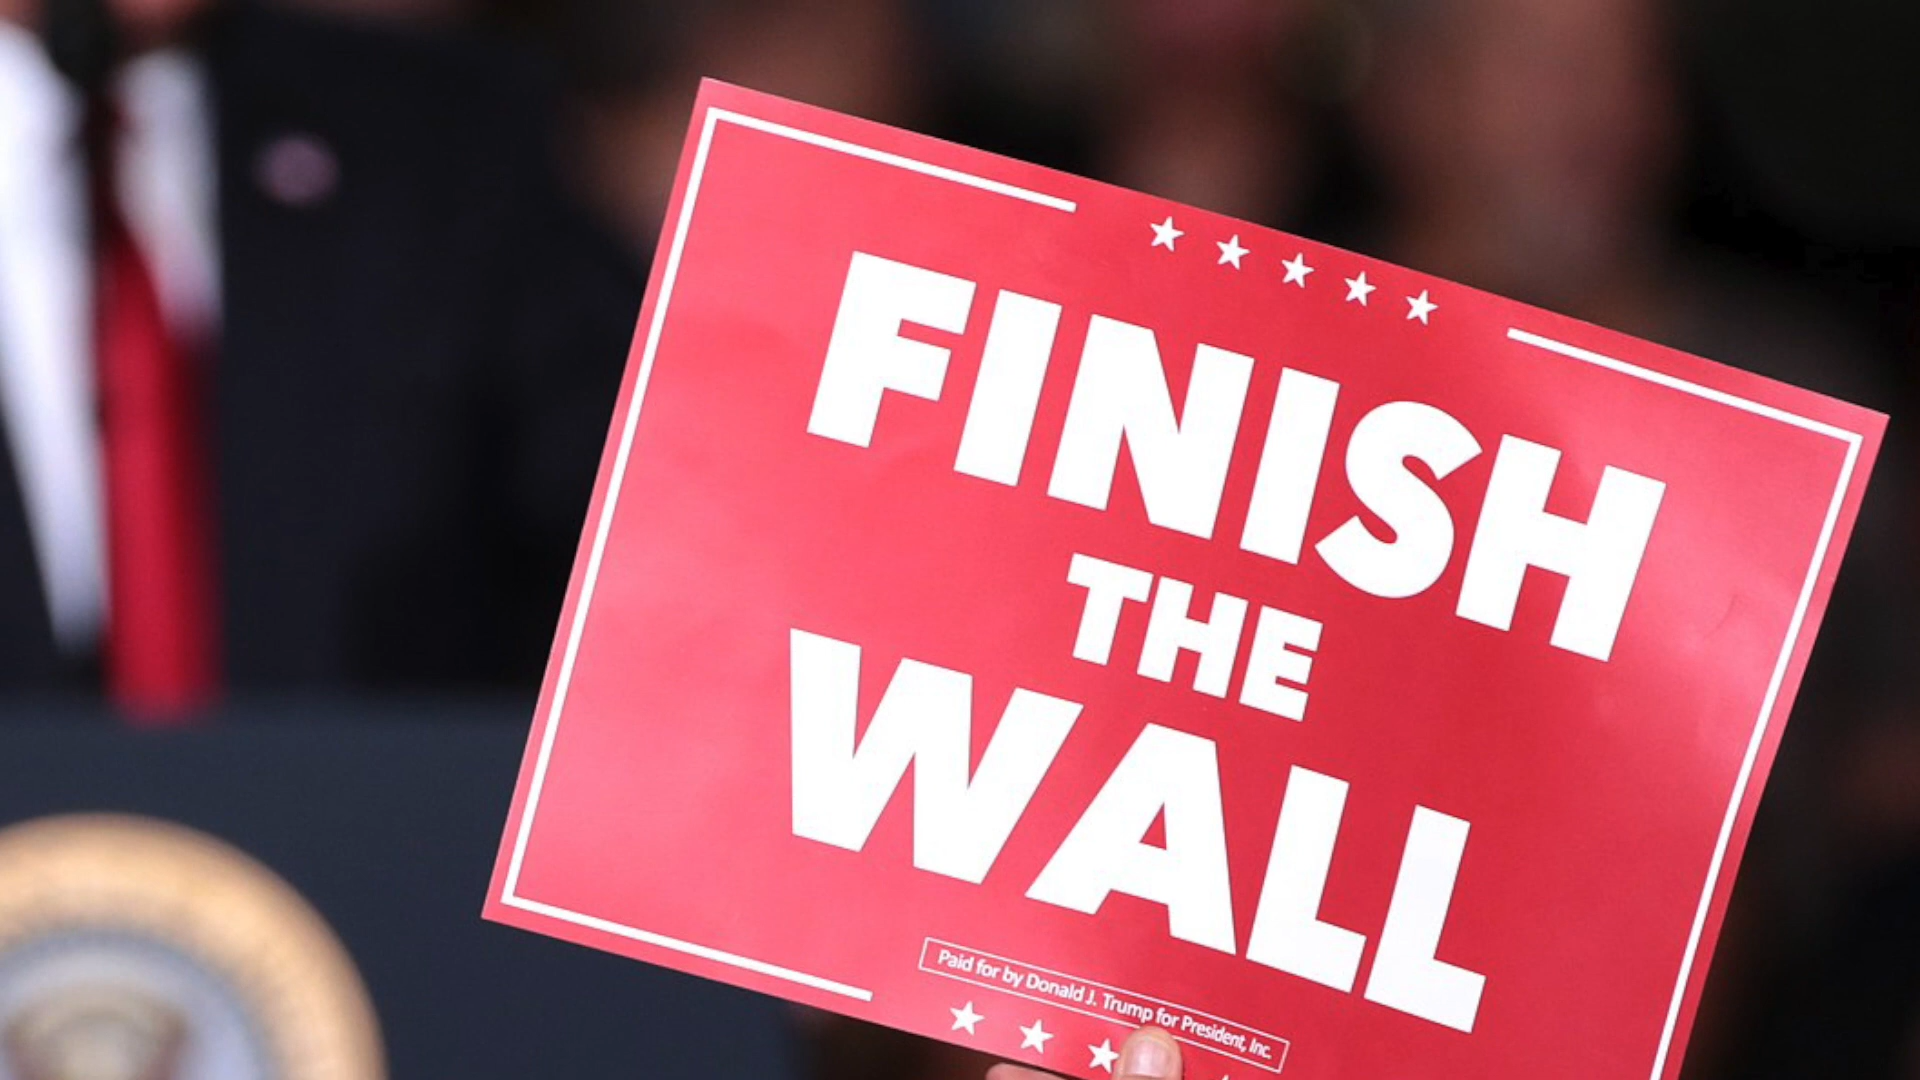 FINISH
THE
WALL
Paid for by Donald J. Trump for President, Inc.